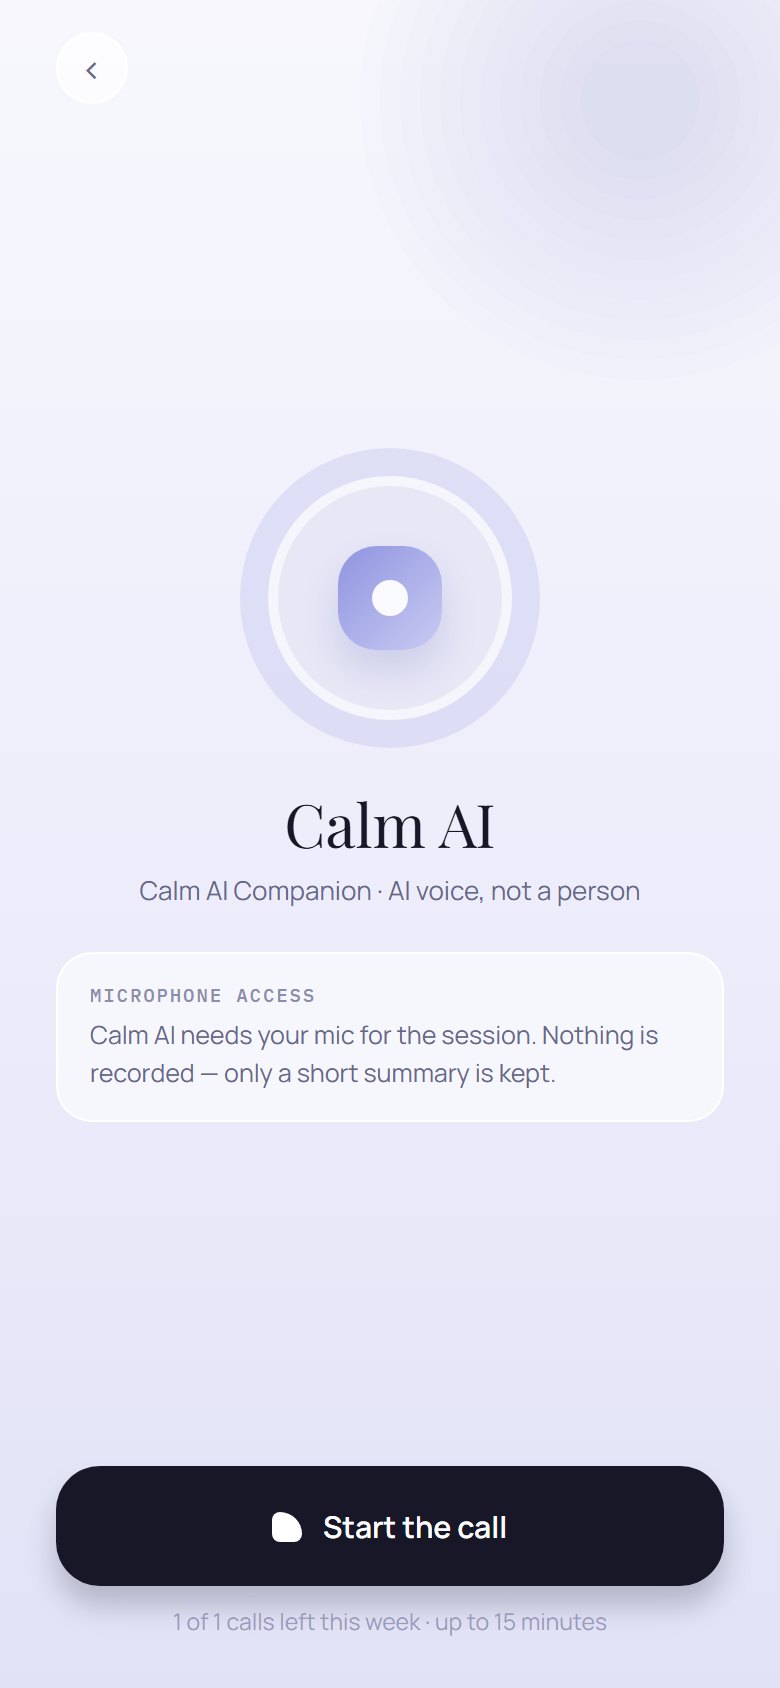 Calm AI
Calm AI Companion · AI voice, not a person
MICROPHONE ACCESS
Calm AI needs your mic for the session. Nothing is
recorded — only a short summary is kept.
Start the call
1 of 1 calls left this week · up to 15 minutes